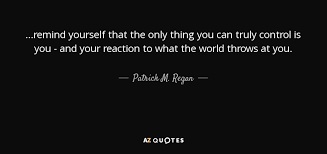 ...remind yourself that the only thing you can truly control is
you - and your reaction to what the world throws at you.
Patrick M. Regan
AZ QUOTES